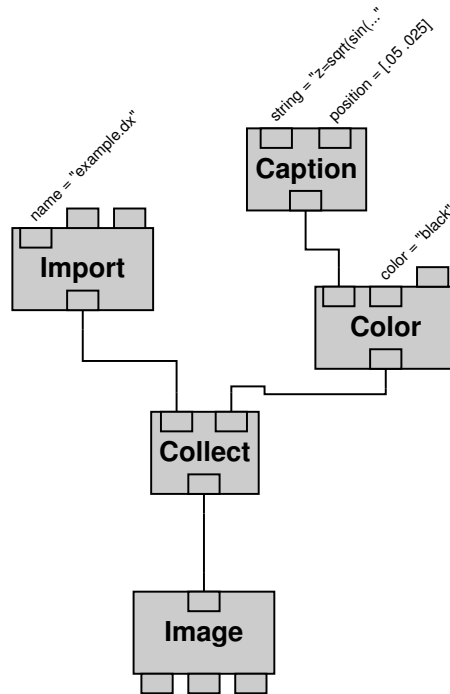 string = "z=sqrt(sin(..."
position = [.05 .025]
Caption
name = "example.dx"
Import
color = "black"
Color
Collect
Image